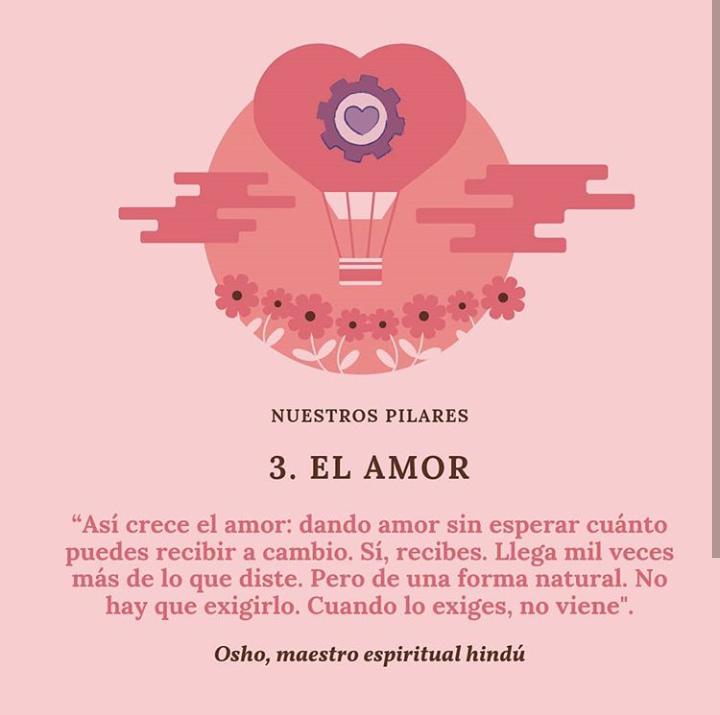 NUESTROS PILARES
3. EL AMOR
“Así crece el amor: dando amor sin esperar cuánto
puedes recibir a cambio. Sí, recibes. Llega mil veces
más de lo que diste. Pero de una forma natural. No
hay que exigirlo. Cuando lo exiges, no viene".
Osho, maestro espiritual hindú